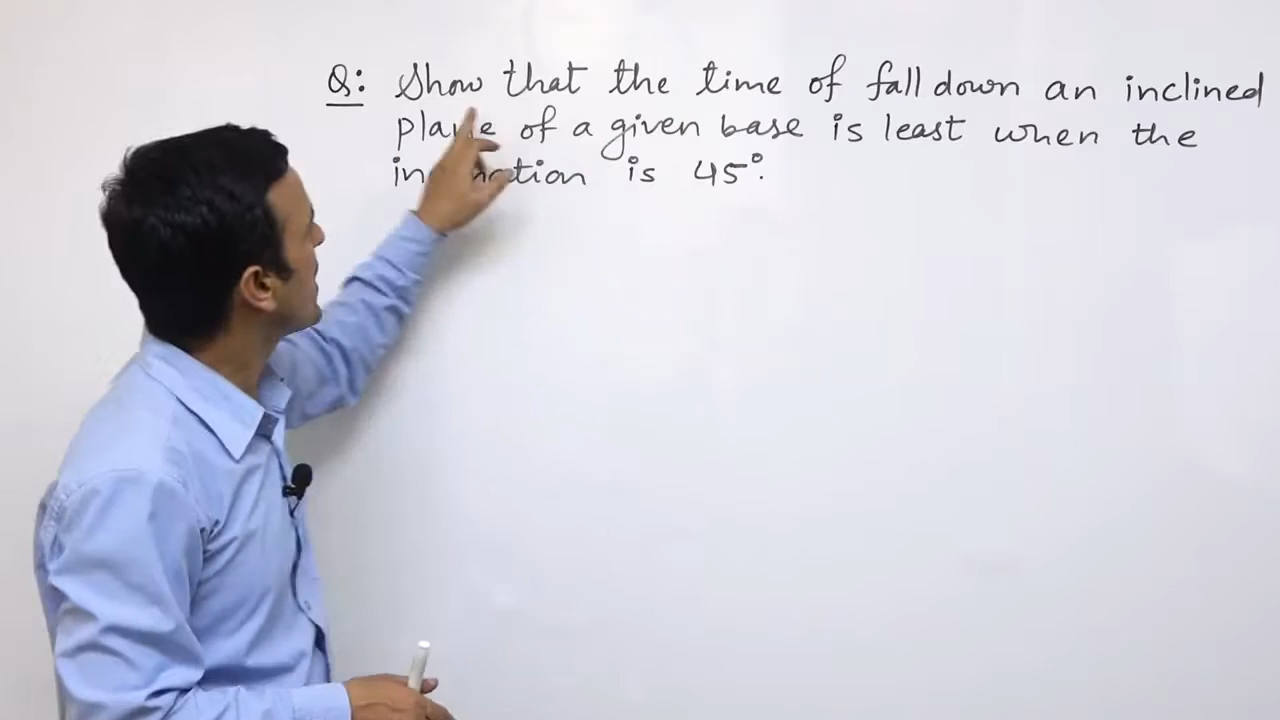 Q: Show that the time of fall down an inclined
plane of a given base is least when the
is 45°.